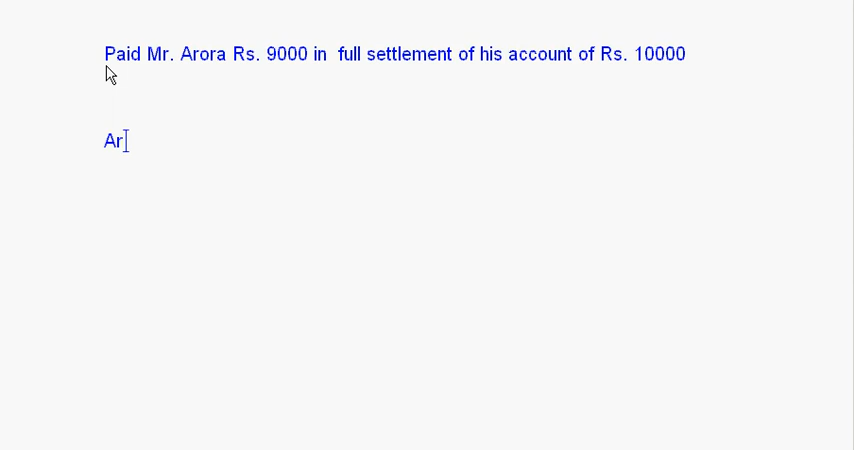 Paid Mr. Arora Rs. 9000 in  full settlement of his account of Rs. 10000
Ar